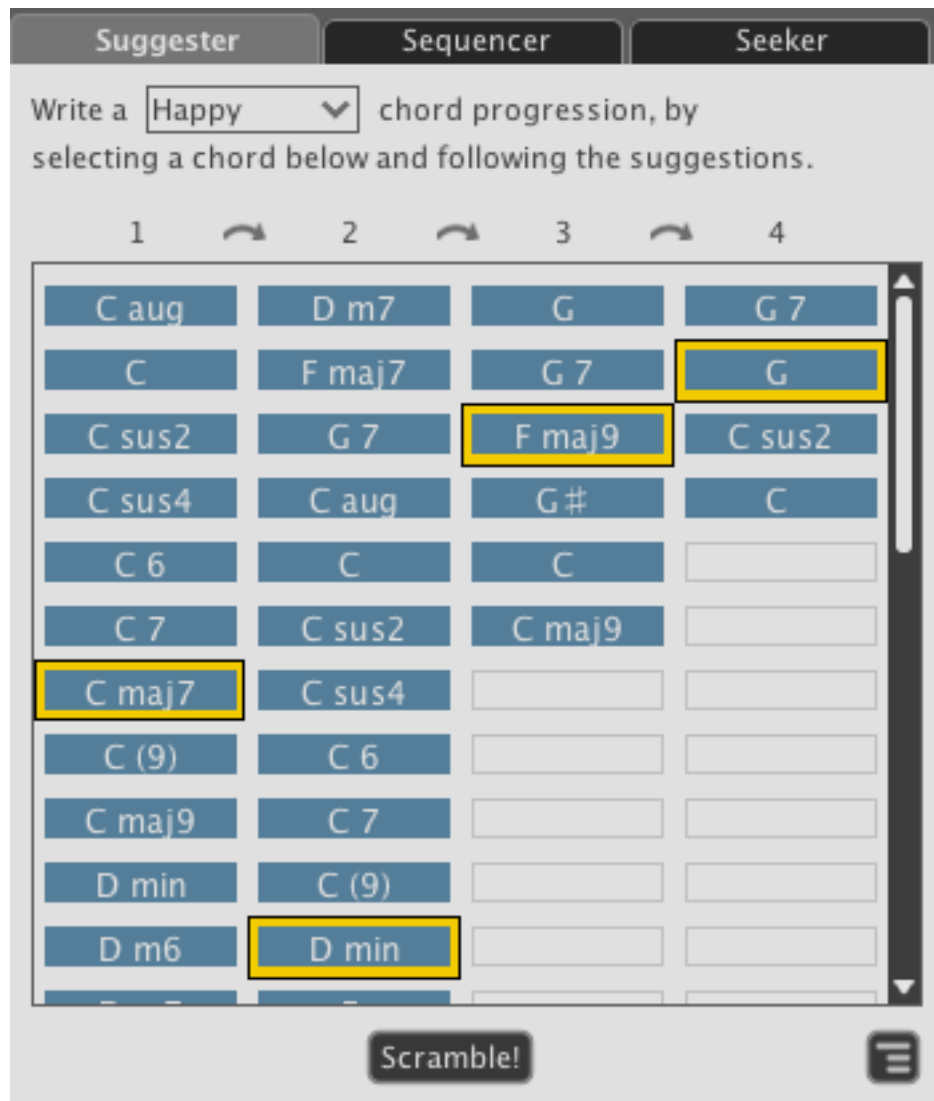 Suggester Sequencer Seeker
Write a Happy chord progression, by
selecting a chord below and following the suggestions.
1 2 3 4
C aug D m7 G G 7
C F maj7 G 7 G
C sus2 G 7 F maj9 C sus2
C sus4 C aug G♯ C
C 6 C C
C 7 C sus2 C maj9
C maj7 C sus4
C (9) C 6
C maj9 C 7
D min C (9)
D m6 D min
Scramble!